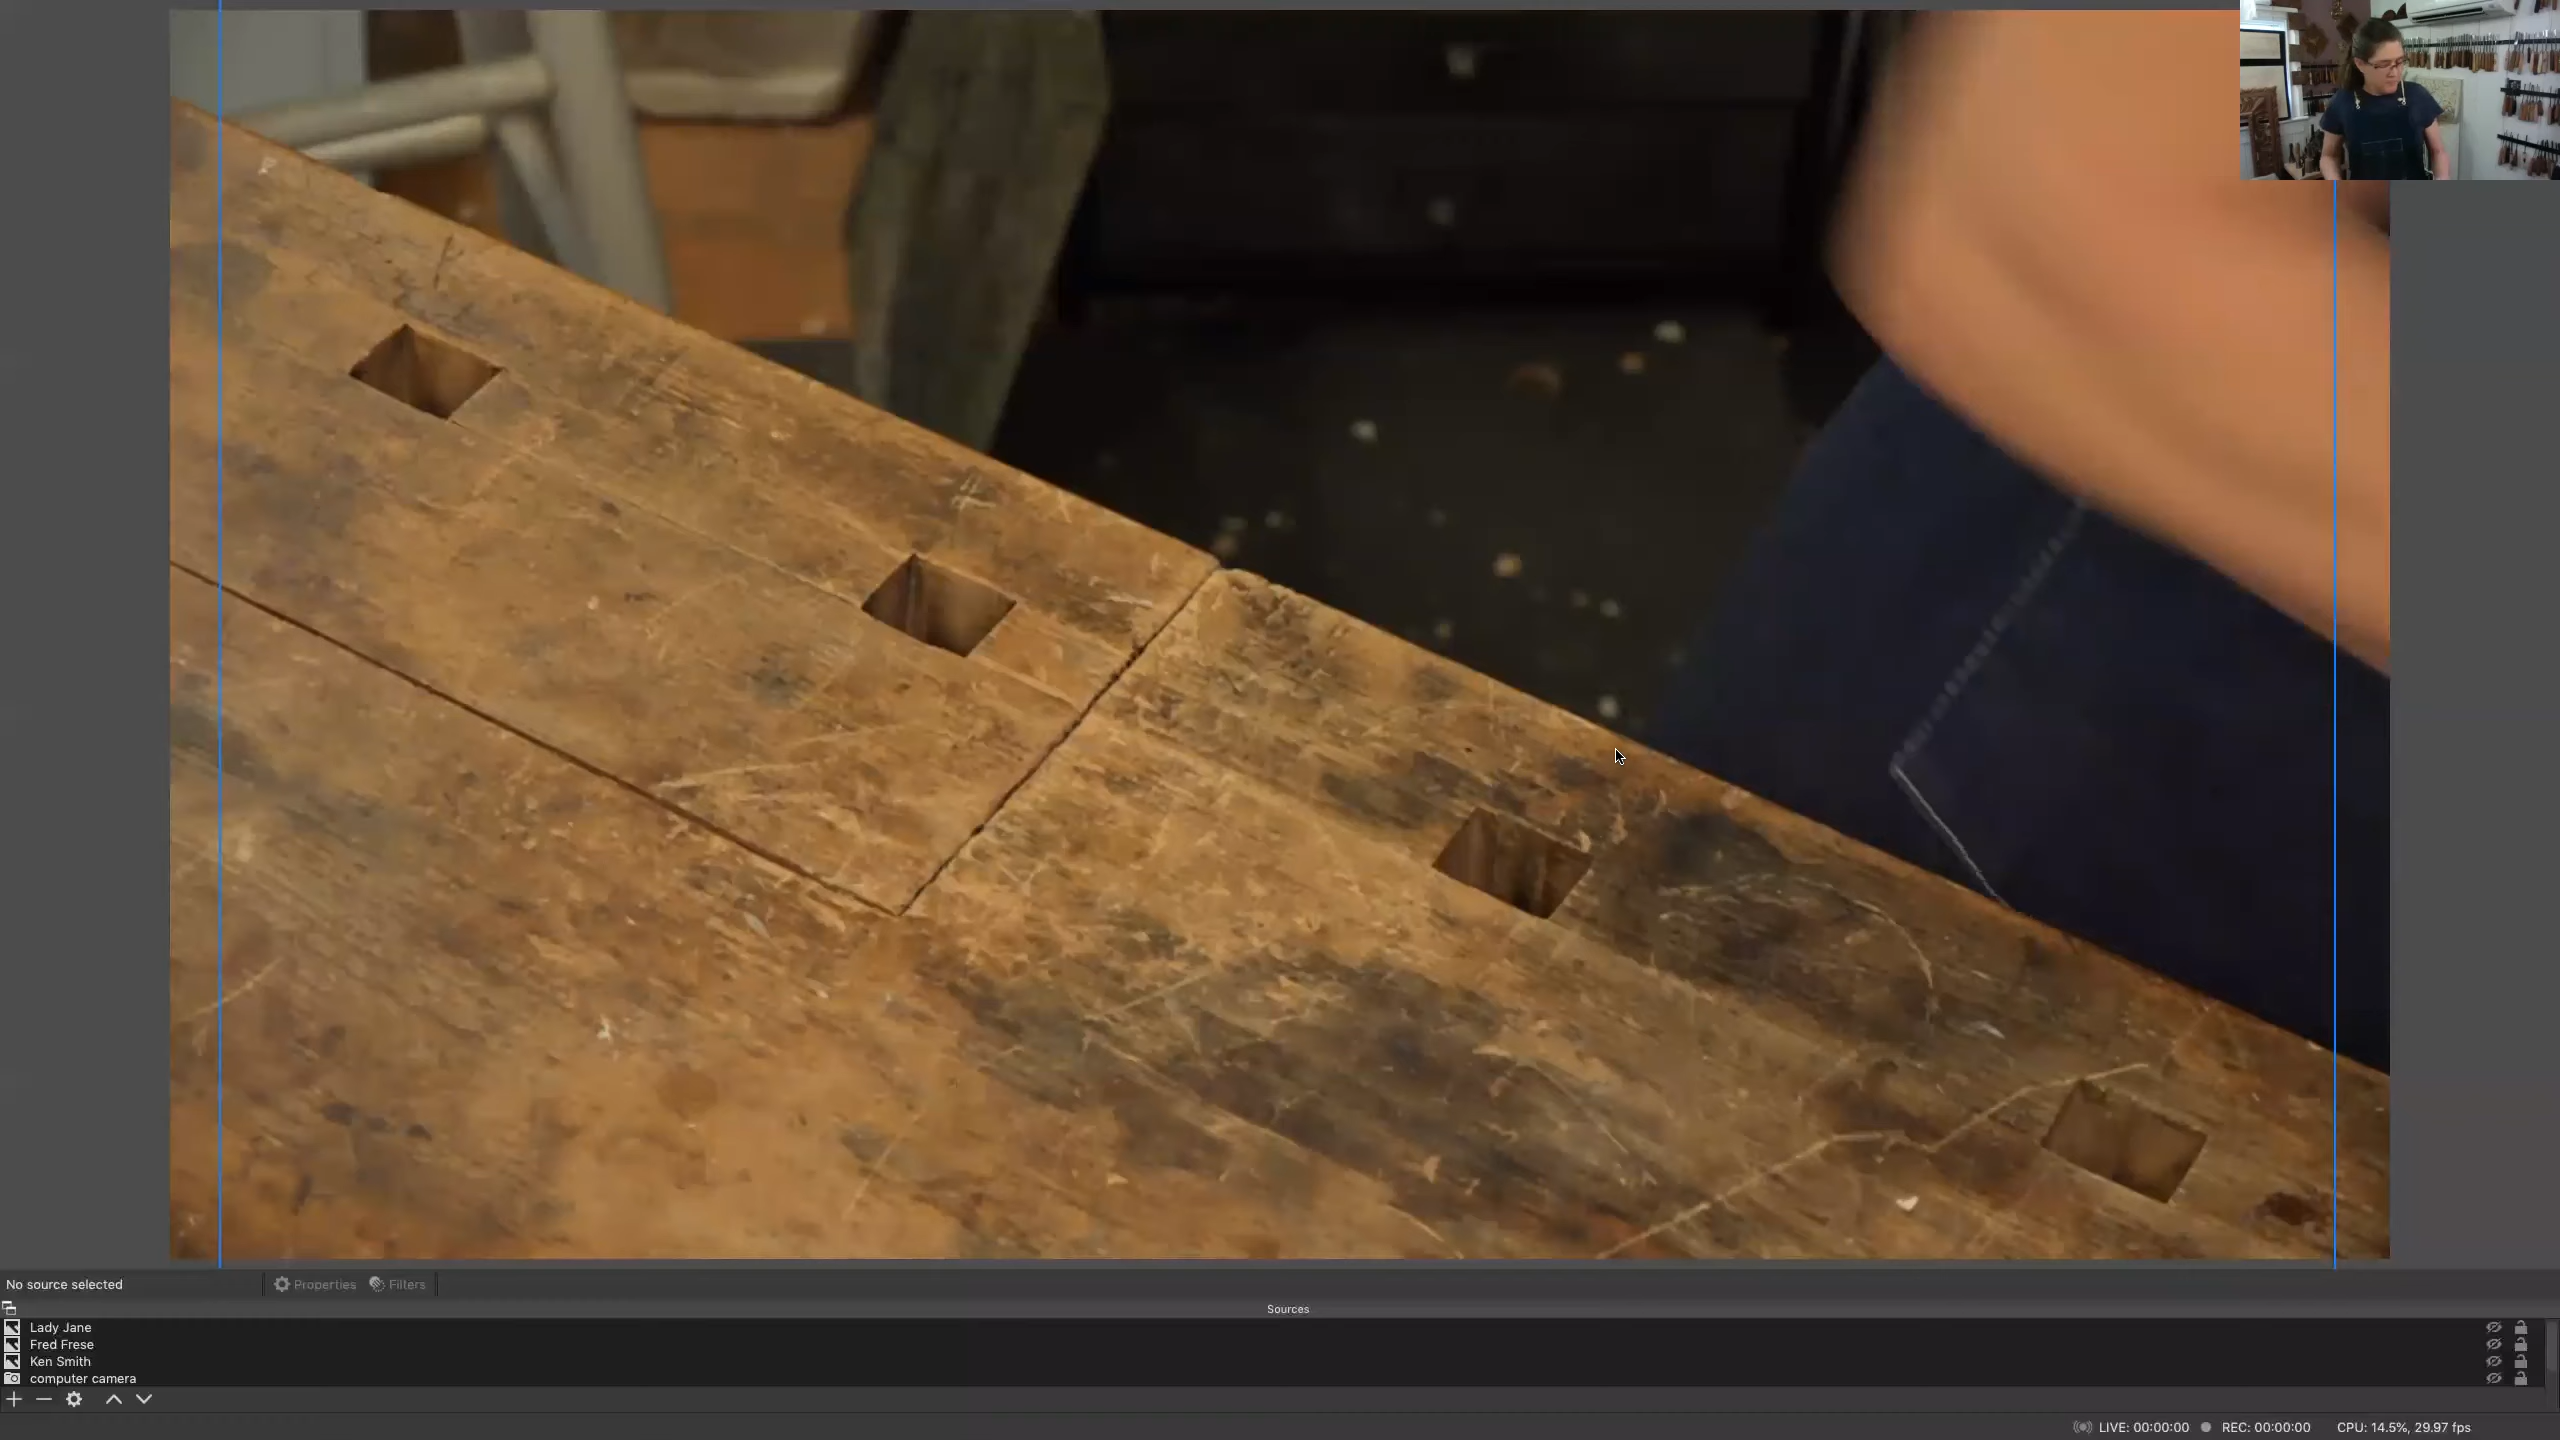 No source selected
Properties
Filters
Sources
Lady Jane
Fred Frese
Ken Smith
computer camera
LIVE: 00:00:00
REC: 00:00:00
CPU: 14.5%, 29.97 fps